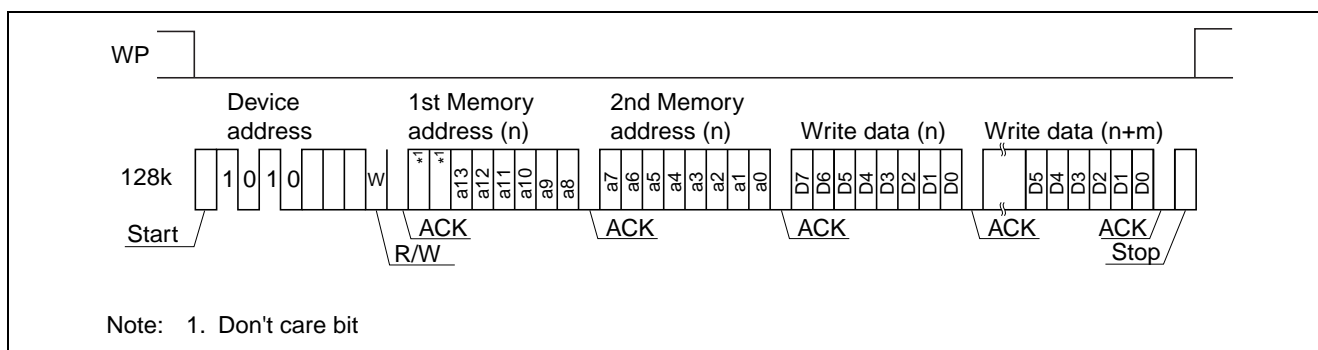 WP
Device address
1st Memory address (n)
2nd Memory address (n)
Write data (n)
Write data (n+m)
128k
1 0 1 0 W
*1 *1 a13 a12 a11 a10 a9 a8
a7 a6 a5 a4 a3 a2 a1 a0
D7 D6 D5 D4 D3 D2 D1 D0
D5 D4 D3 D2 D1 D0
Start
R/W
ACK
ACK
ACK
ACK
ACK
Stop
Note: 1. Don't care bit